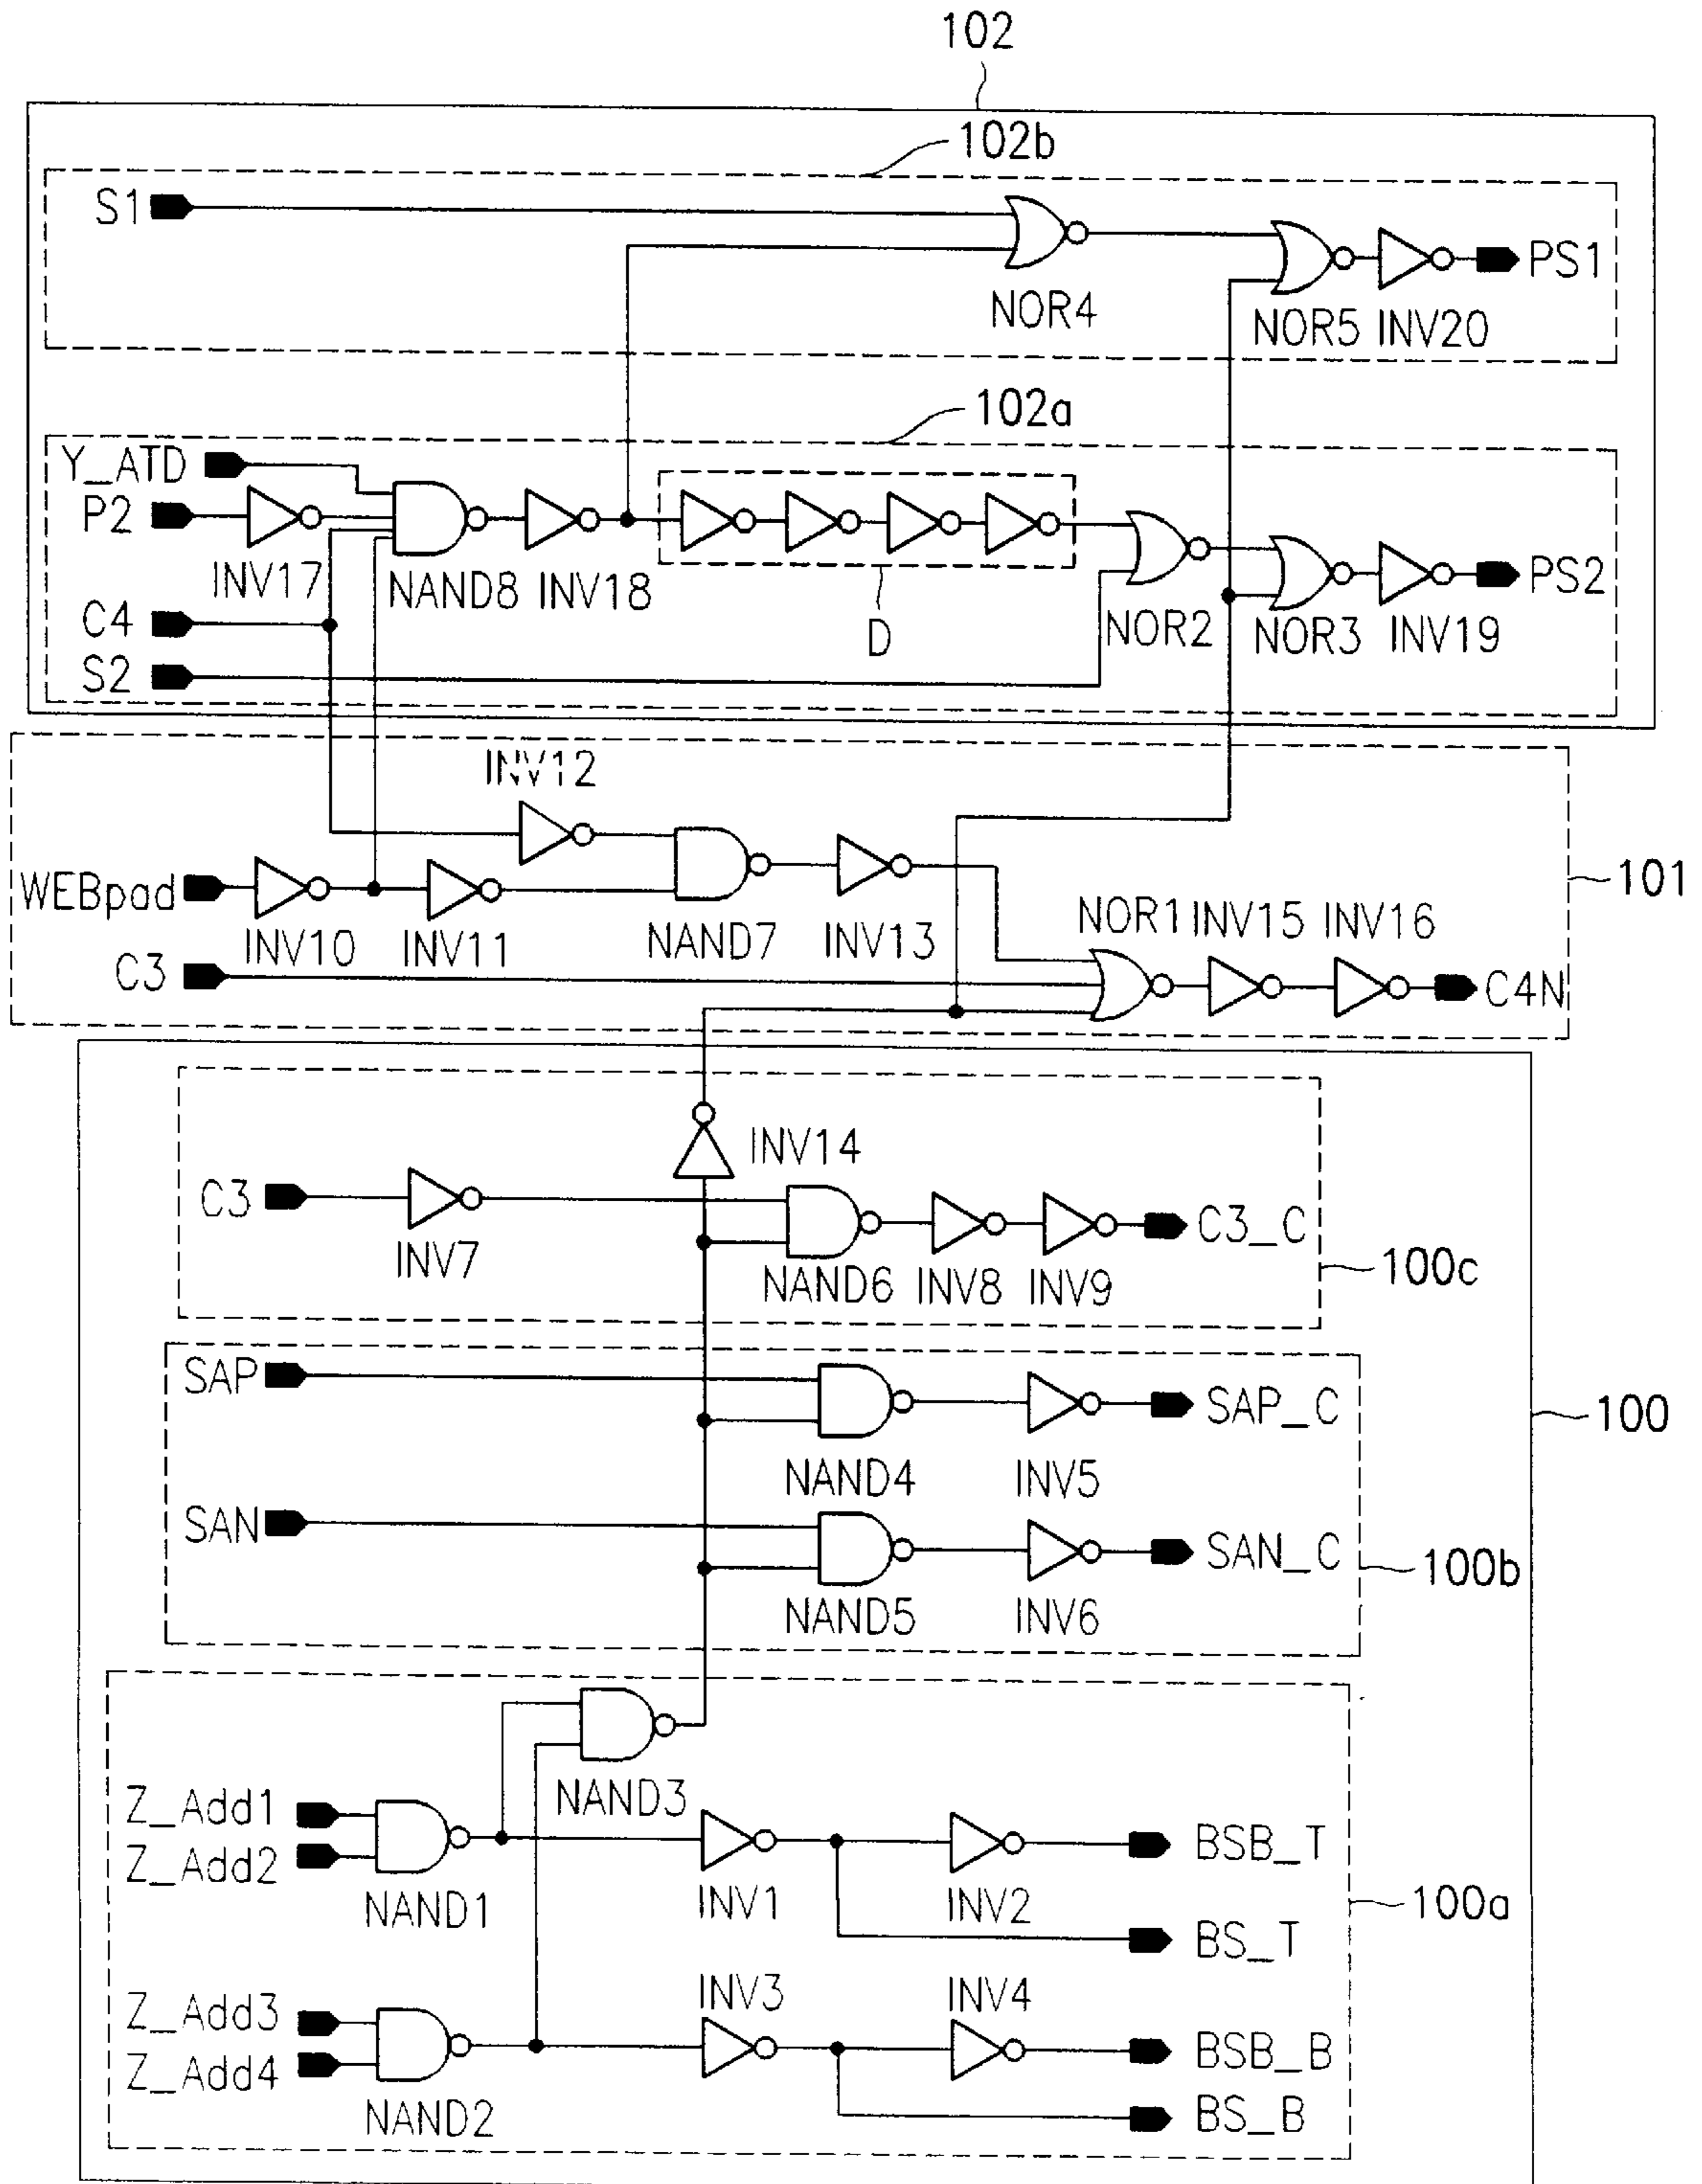 102
102b
S1
PS1
NOR4
NOR5
INV20
102a
Y_ATD
P2
INV17
NAND8
INV18
D
NOR2
NOR3
INV19
PS2
C4
S2
INV12
WEBpad
INV10
INV11
NAND7
INV13
NOR1
INV15
INV16
101
C3
C4N
INV14
C3
INV7
NAND6
INV8
INV9
C3_C
100c
SAP
NAND4
INV5
SAP_C
100
SAN
NAND5
INV6
SAN_C
100b
NAND3
Z_Add1
Z_Add2
NAND1
INV1
INV2
BSB_T
BS_T
100a
Z_Add3
Z_Add4
NAND2
INV3
INV4
BSB_B
BS_B